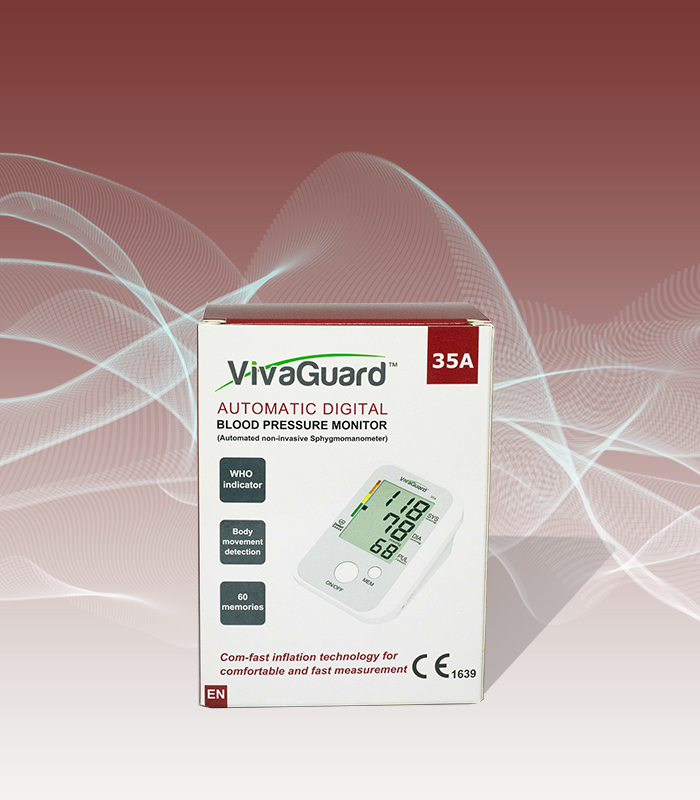 VivaGuard™
35A
AUTOMATIC DIGITAL
BLOOD PRESSURE MONITOR
(Automated non-invasive Sphygmomanometer)
WHO
indicator
Body
movement
detection
60
memories
VivaGuard
118
SYS
78
DIA
68
PUL
ON/OFF
MEM
Com-fast inflation technology for
comfortable and fast measurement
CE 1639
EN